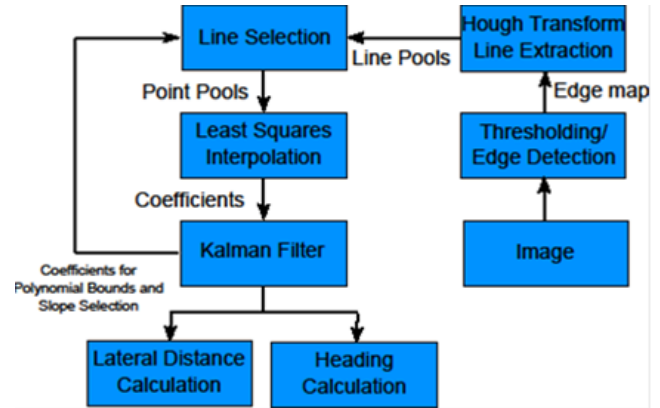 Line Selection
Hough Transform
Line Extraction
Line Pools
Edge map
Point Pools
Least Squares
Interpolation
Thresholding/
Edge Detection
Coefficients
Kalman Filter
Image
Coefficients for
Polynomial Bounds and
Slope Selection
Lateral Distance
Calculation
Heading
Calculation